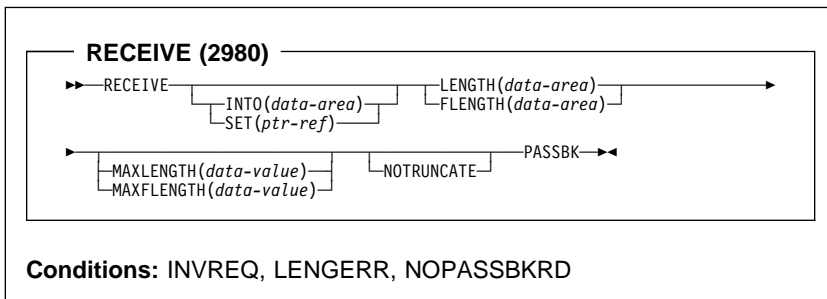 RECEIVE (2980)
RECEIVE LENGTH(data-area)
INTO(data-area) FLENGTH(data-area)
SET(ptr-ref)
PASSBK
MAXLENGTH(data-value) NOTRUNCATE
MAXFLENGTH(data-value)
Conditions: INVREQ, LENGERR, NOPASSBKRD